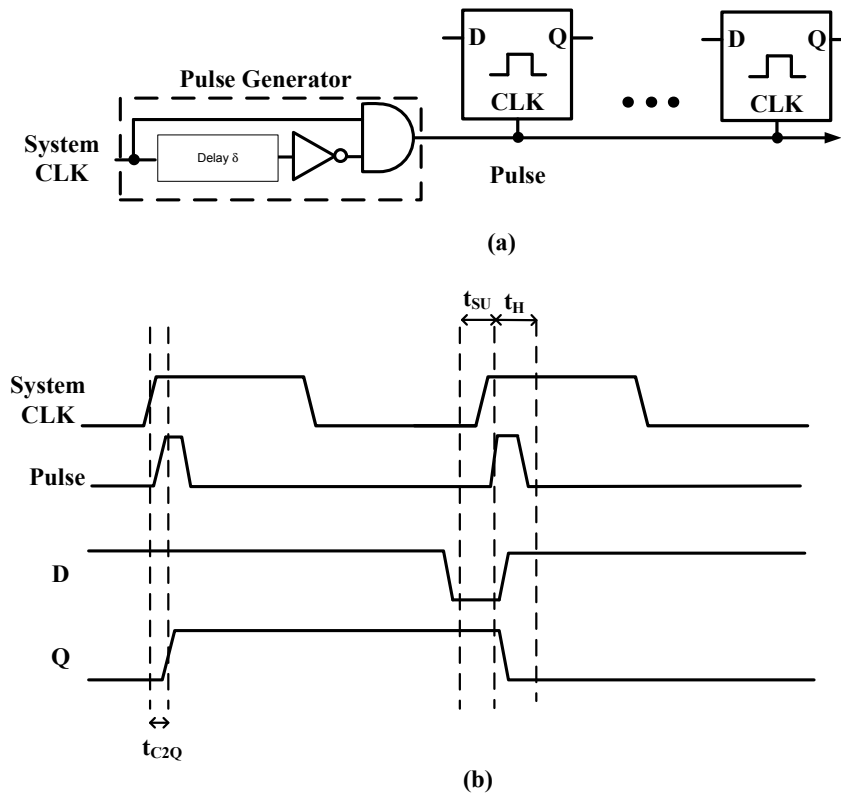 D Q
CLK
D Q
CLK
Pulse Generator
System
CLK
Delay δ
Pulse
(a)
tSU tH
System
CLK
Pulse
D
Q
tC2Q
(b)